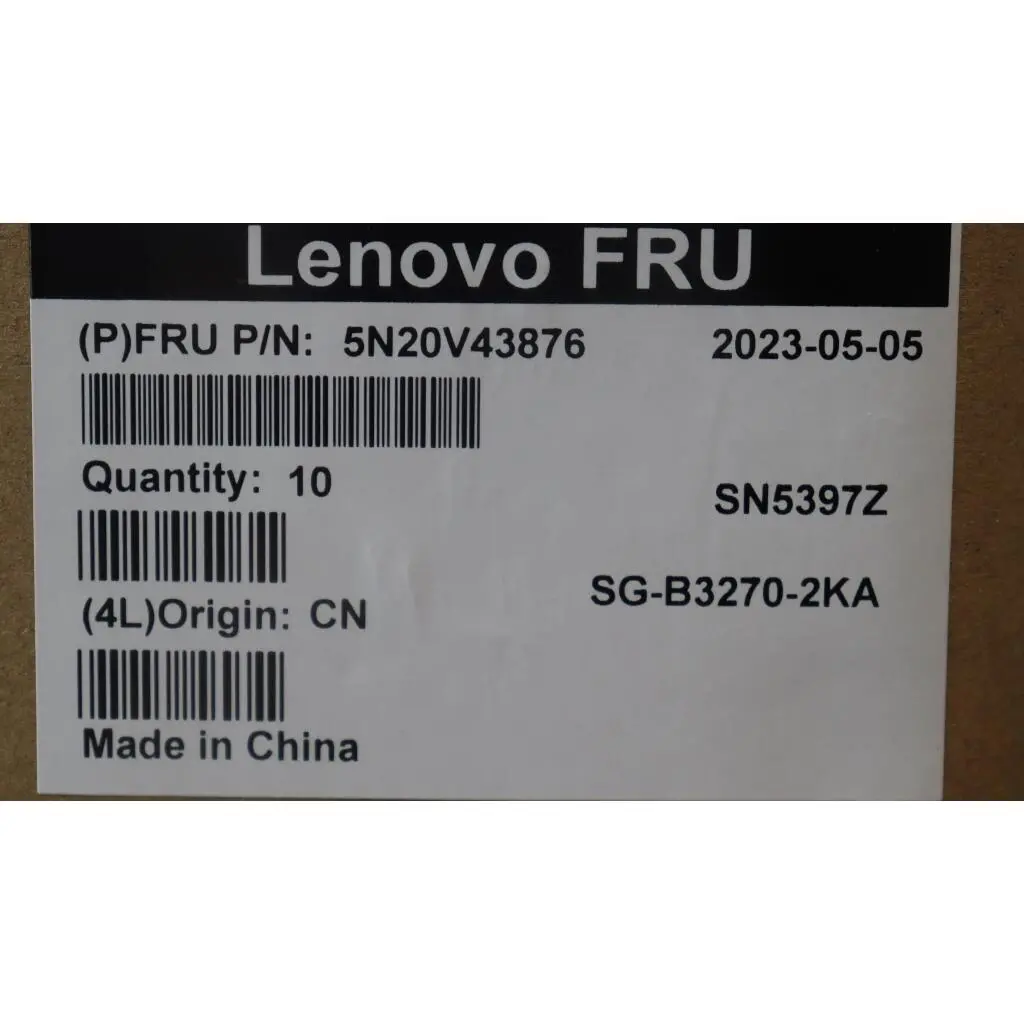 Lenovo FRU
(P)FRU P/N: 5N20V43876 2023-05-05
Quantity: 10
SN5397Z
SG-B3270-2KA
(4L)Origin: CN
Made in China